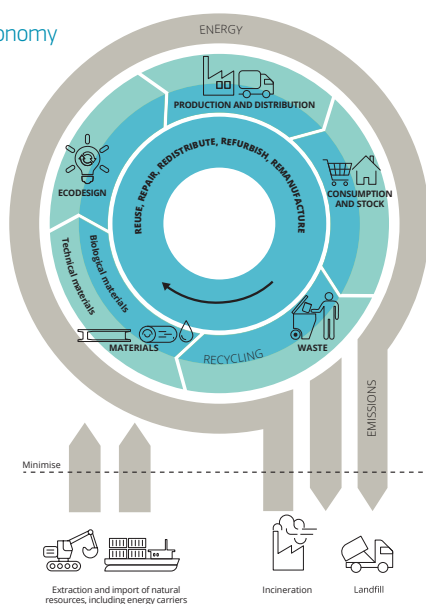 onomy
ENERGY
PRODUCTION AND DISTRIBUTION
REUSE, REPAIR, REDISTRIBUTE, REFURBISH, REMANUFACTURE
ECODESIGN
CONSUMPTION
AND STOCK
Technical materials
Biological materials
MATERIALS
RECYCLING
WASTE
EMISSIONS
Minimise
Extraction and import of natural
resources, including energy carriers
Incineration
Landfill